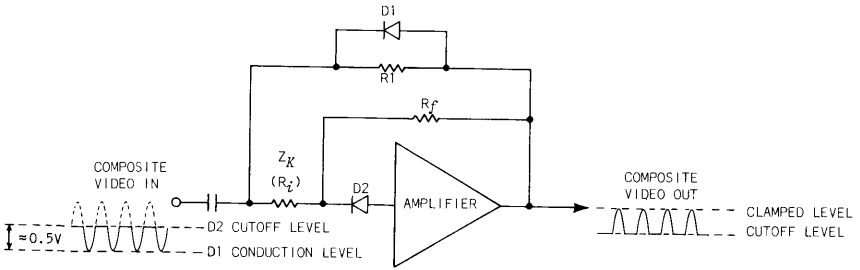 D1
R1
Rf
ZK
(Ri)
D2
AMPLIFIER
COMPOSITE
VIDEO IN
D2 CUTOFF LEVEL
≈0.5V
D1 CONDUCTION LEVEL
COMPOSITE
VIDEO OUT
CLAMPED LEVEL
CUTOFF LEVEL